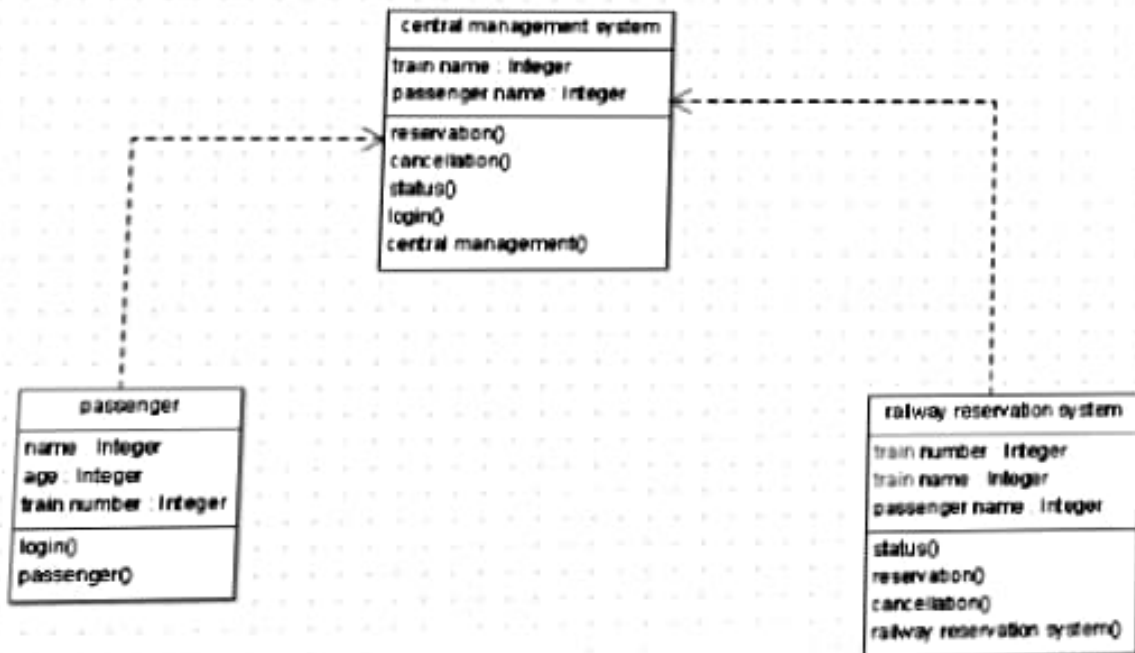 central management system
train name : Integer
passenger name : Integer
reservation()
cancellation()
status()
login()
central management()
passenger
name : Integer
age : Integer
train number : Integer
login()
passenger()
railway reservation system
train number : Integer
train name : Integer
passenger name : Integer
status()
reservation()
cancellation()
railway reservation system()